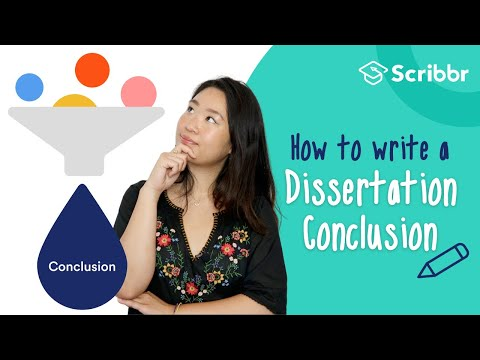 Scribbr
How to write a
Dissertation
Conclusion
Conclusion